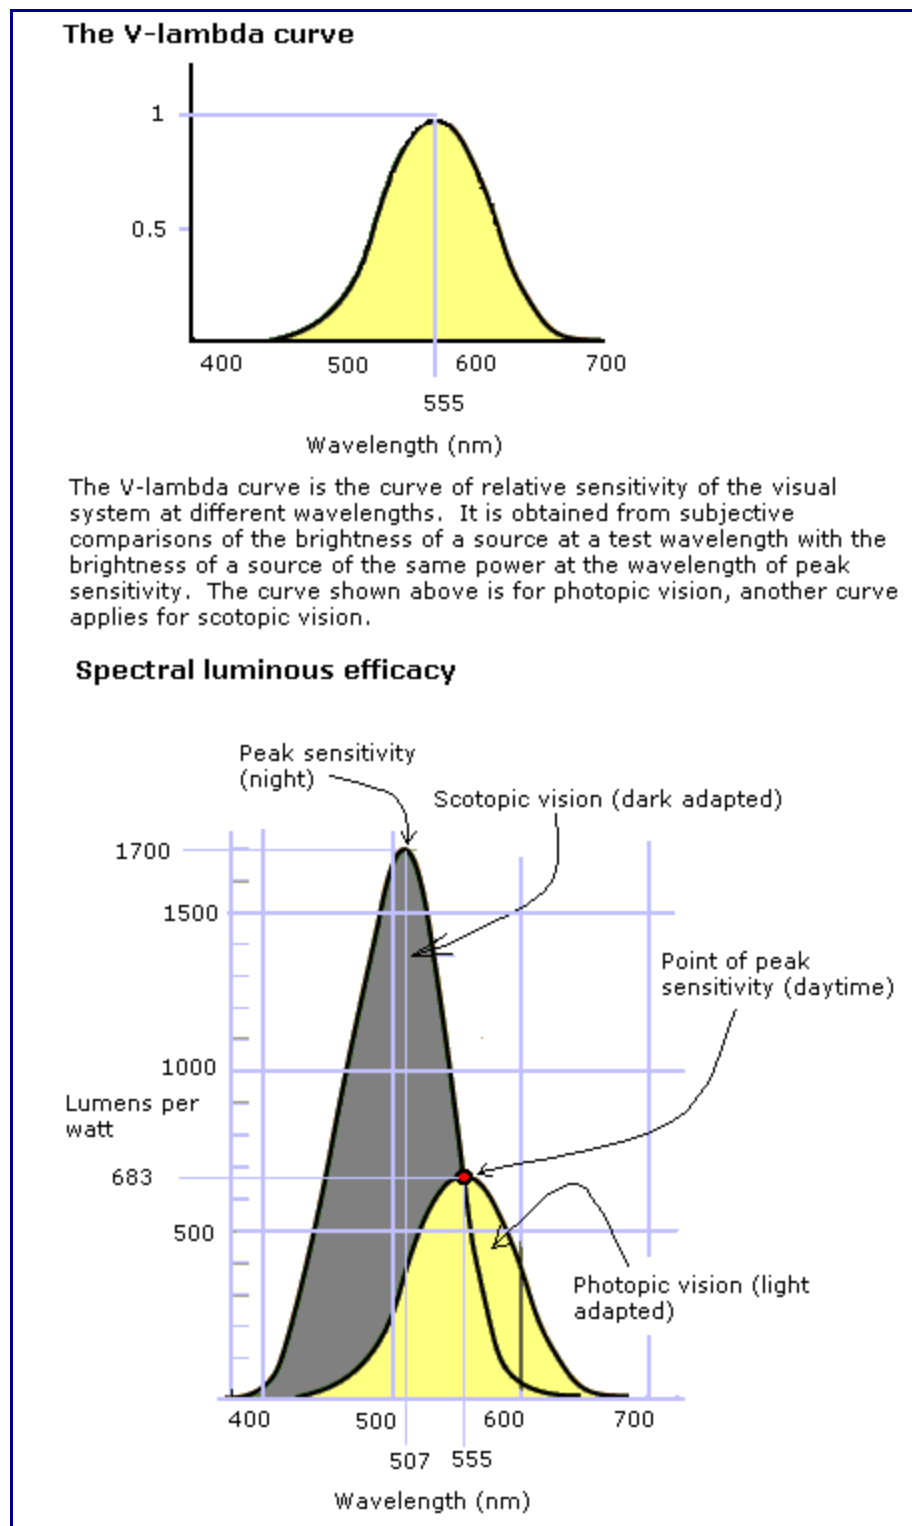 The V-lambda curve
1
0.5
400
500
600
700
555
Wavelength (nm)
The V-lambda curve is the curve of relative sensitivity of the visual
system at different wavelengths.  It is obtained from subjective
comparisons of the brightness of a source at a test wavelength with the
brightness of a source of the same power at the wavelength of peak
sensitivity.  The curve shown above is for photopic vision, another curve
applies for scotopic vision.
Spectral luminous efficacy
Peak sensitivity
(night)
Scotopic vision (dark adapted)
1700
1500
Point of peak
sensitivity (daytime)
1000
Lumens per
watt
683
500
Photopic vision (light
adapted)
400
500
600
700
507
555
Wavelength (nm)